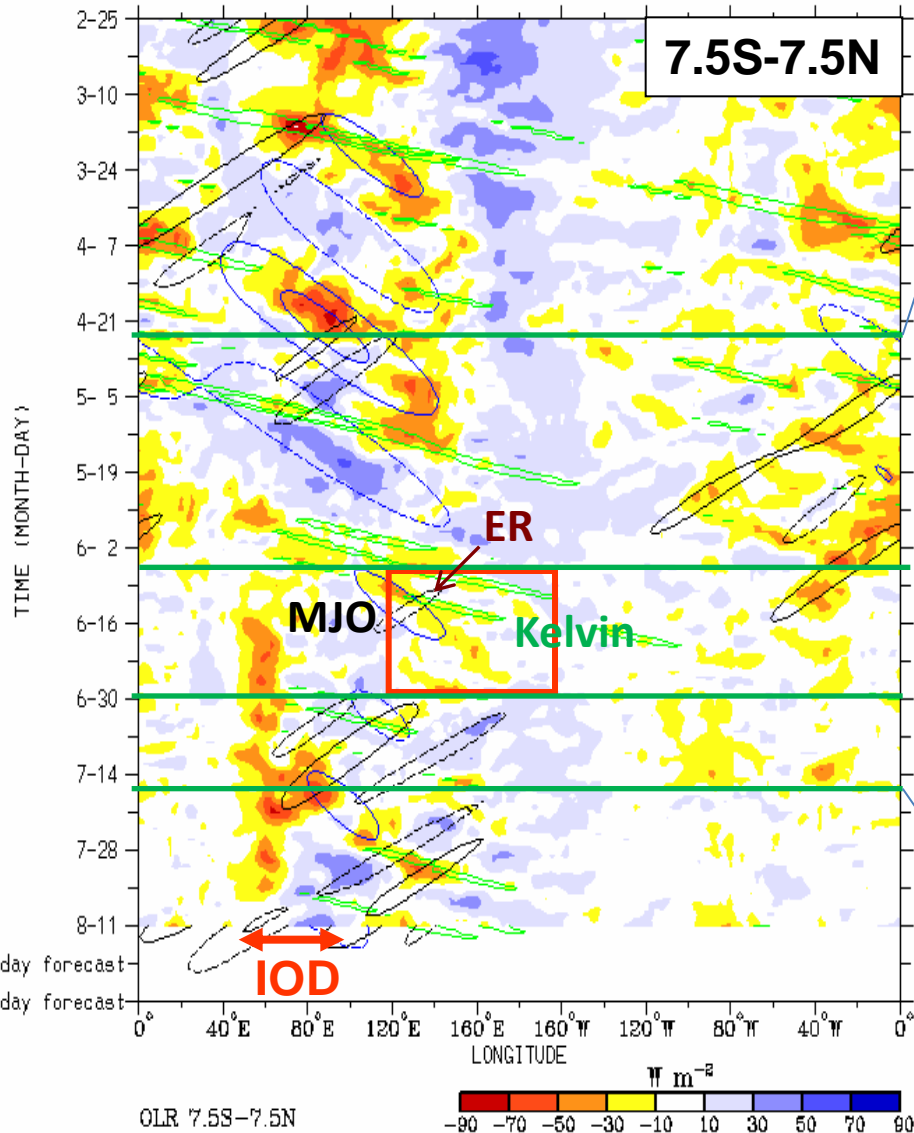 7.5S-7.5N
2-25
3-10
3-24
4- 7
4-21
5- 5
5-19
6- 2
6-16
6-30
7-14
7-28
8-11
day forecast
day forecast
TIME (MONTH-DAY)
ER
MJO
Kelvin
IOD
0° 40°E 80°E 120°E 160°E 160°W 120°W 80°W 40°W 0°
LONGITUDE
W m⁻²
OLR 7.5S-7.5N
-90 -70 -50 -30 -10 10 30 50 70 90